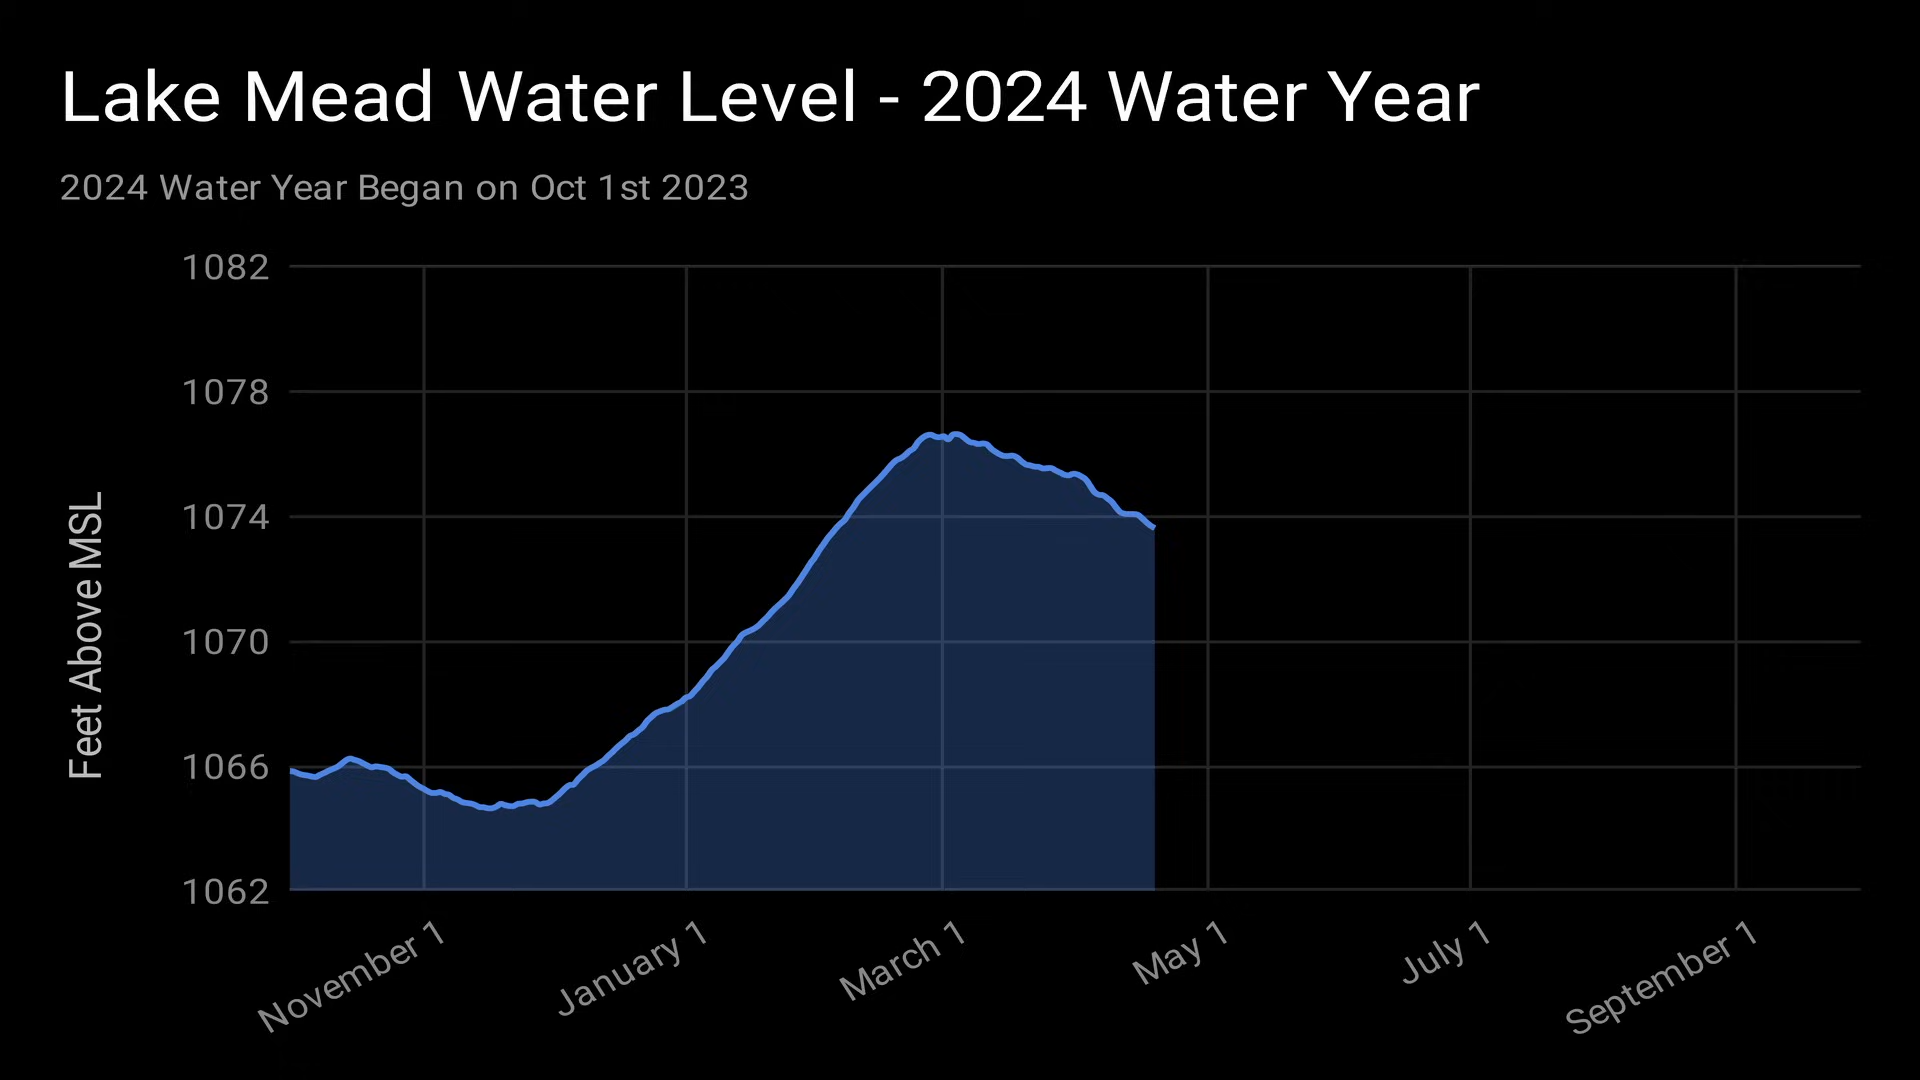 Lake Mead Water Level - 2024 Water Year
2024 Water Year Began on Oct 1st 2023
Feet Above MSL
1082
1078
1074
1070
1066
1062
November 1
January 1
March 1
May 1
July 1
September 1